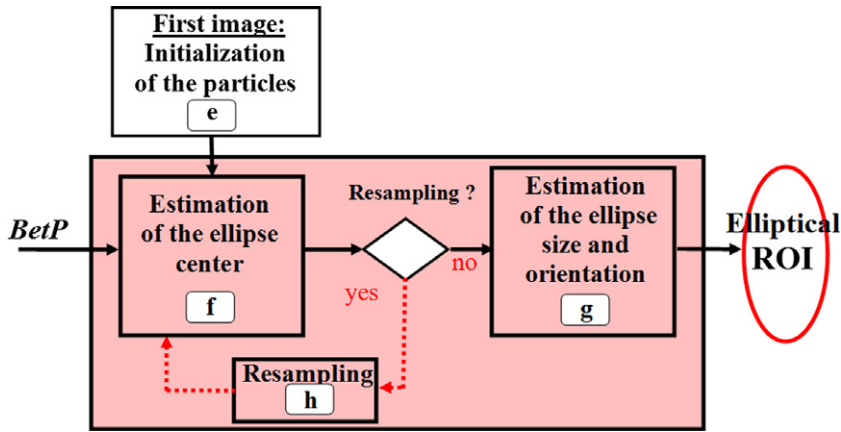 First image:
Initialization
of the particles
e
BetP
Estimation
of the ellipse
center
f
Resampling ?
yes
no
Estimation
of the ellipse
size and
orientation
g
Resampling
h
Elliptical
ROI